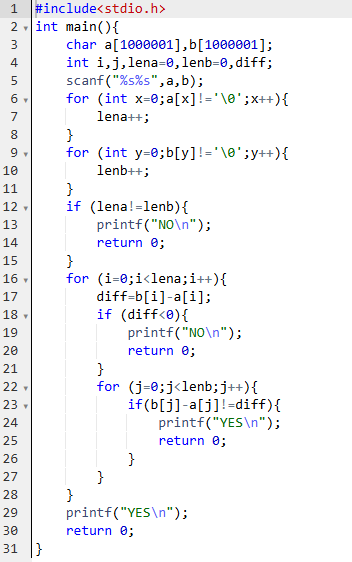 1 #include<stdio.h>
2 int main(){
3     char a[1000001],b[1000001];
4     int i,j,lena=0,lenb=0,diff;
5     scanf("%s%s",a,b);
6     for (int x=0;a[x]!='\0';x++){
7         lena++;
8     }
9     for (int y=0;b[y]!='\0';y++){
10         lenb++;
11     }
12     if (lena!=lenb){
13         printf("NO\n");
14         return 0;
15     }
16     for (i=0;i<lena;i++){
17         diff=b[i]-a[i];
18         if (diff<0){
19             printf("NO\n");
20             return 0;
21         }
22         for (j=0;j<lenb;j++){
23             if(b[j]-a[j]!=diff){
24                 printf("YES\n");
25                 return 0;
26             }
27         }
28     }
29     printf("YES\n");
30     return 0;
31 }